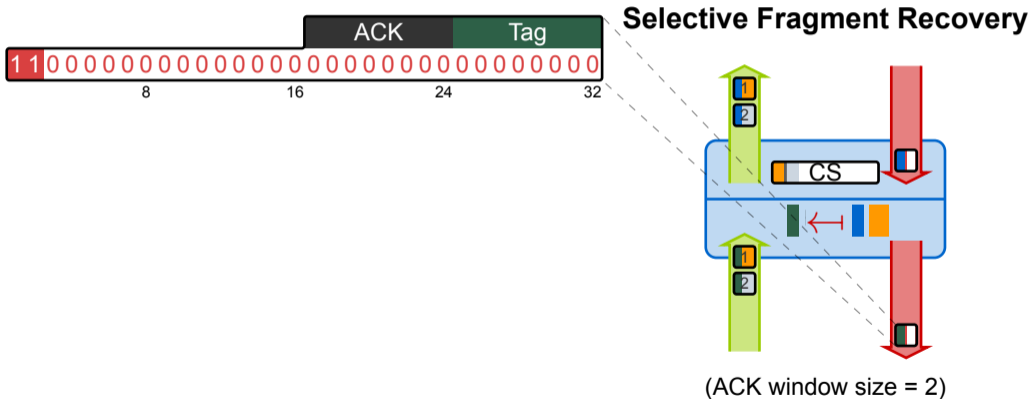 Selective Fragment Recovery
ACK Tag
1 1 0 0 0 0 0 0 0 0 0 0 0 0 0 0 0 0 0 0 0 0 0 0 0 0 0 0 0 0 0 0
8 16 24 32
1
2
CS
1
2
(ACK window size = 2)